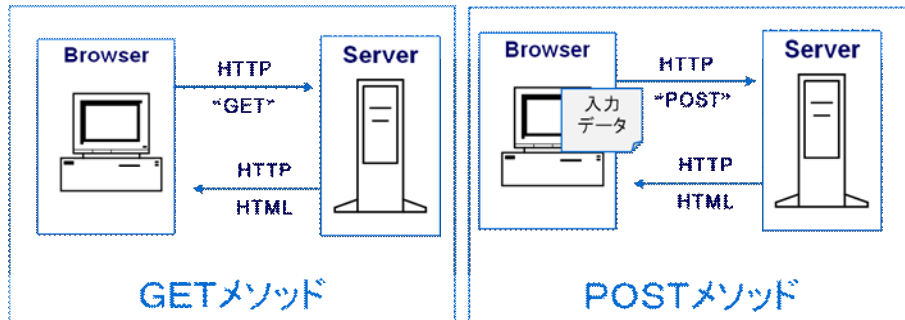 Browser
Server
HTTP
"GET"
HTTP
HTML
GETメソッド
Browser
Server
HTTP
"POST"
入力
データ
HTTP
HTML
POSTメソッド